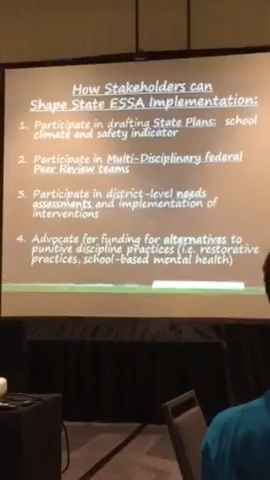 How Stakeholders can
Shape State ESSA Implementation:
1. Participate in drafting State Plans: school
climate and safety indicator
2. Participate in Multi-Disciplinary federal
Peer Review teams
3. Participate in district-level needs
assessments and implementation of
interventions
4. Advocate for funding for alternatives to
punitive discipline practices (i.e. restorative
practices, school-based mental health)